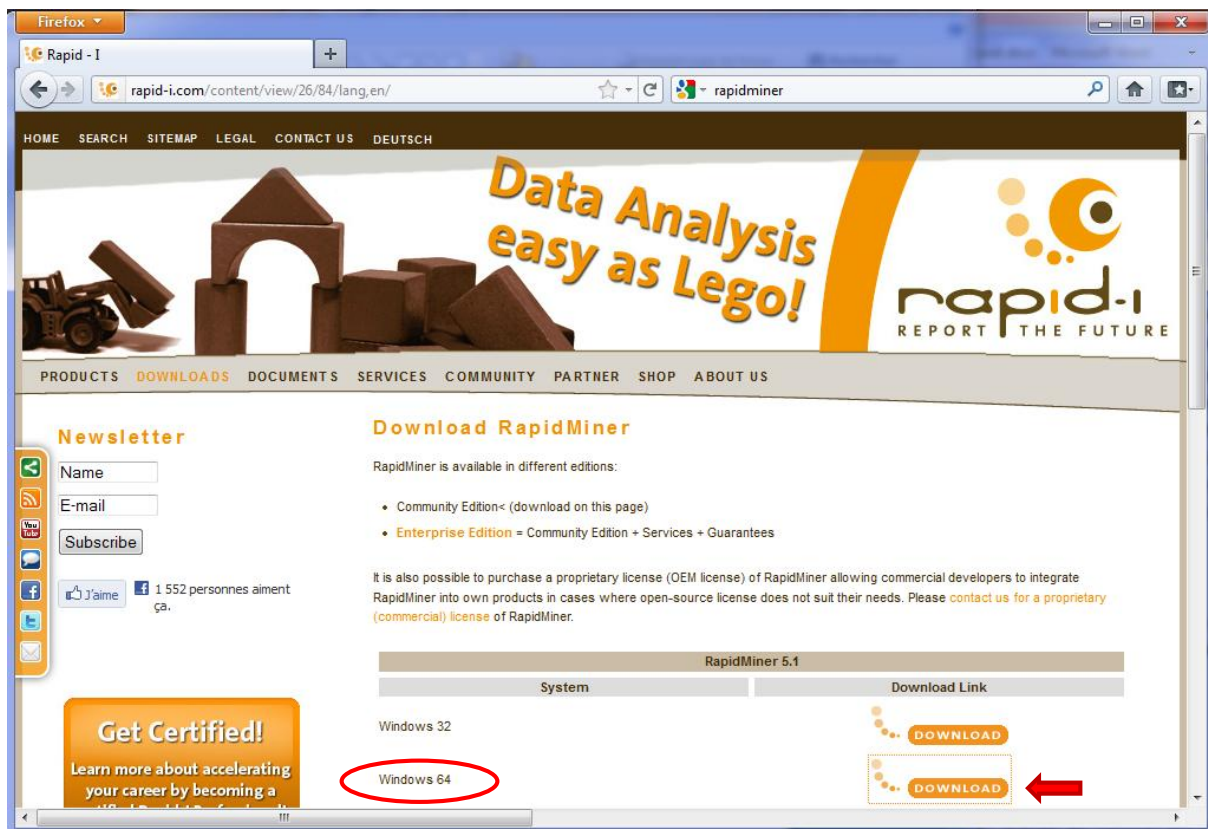 Firefox
Rapid - I
rapid-i.com/content/view/26/84/lang,en/
rapidminer
HOME SEARCH SITEMAP LEGAL CONTACT US DEUTSCH
Data Analysis
easy as Lego!
rapid-i
REPORT THE FUTURE
PRODUCTS DOWNLOADS DOCUMENTS SERVICES COMMUNITY PARTNER SHOP ABOUT US
Newsletter
Name
E-mail
Subscribe
J'aime
1 552 personnes aiment
ça.
You
Tube
Download RapidMiner
RapidMiner is available in different editions:
• Community Edition< (download on this page)
• Enterprise Edition = Community Edition + Services + Guarantees
It is also possible to purchase a proprietary license (OEM license) of RapidMiner allowing commercial developers to integrate
RapidMiner into own products in cases where open-source license does not suit their needs. Please contact us for a proprietary
(commercial) license of RapidMiner.
RapidMiner 5.1
System Download Link
Windows 32 DOWNLOAD
Windows 64 DOWNLOAD
Get Certified!
Learn more about accelerating
your career by becoming a